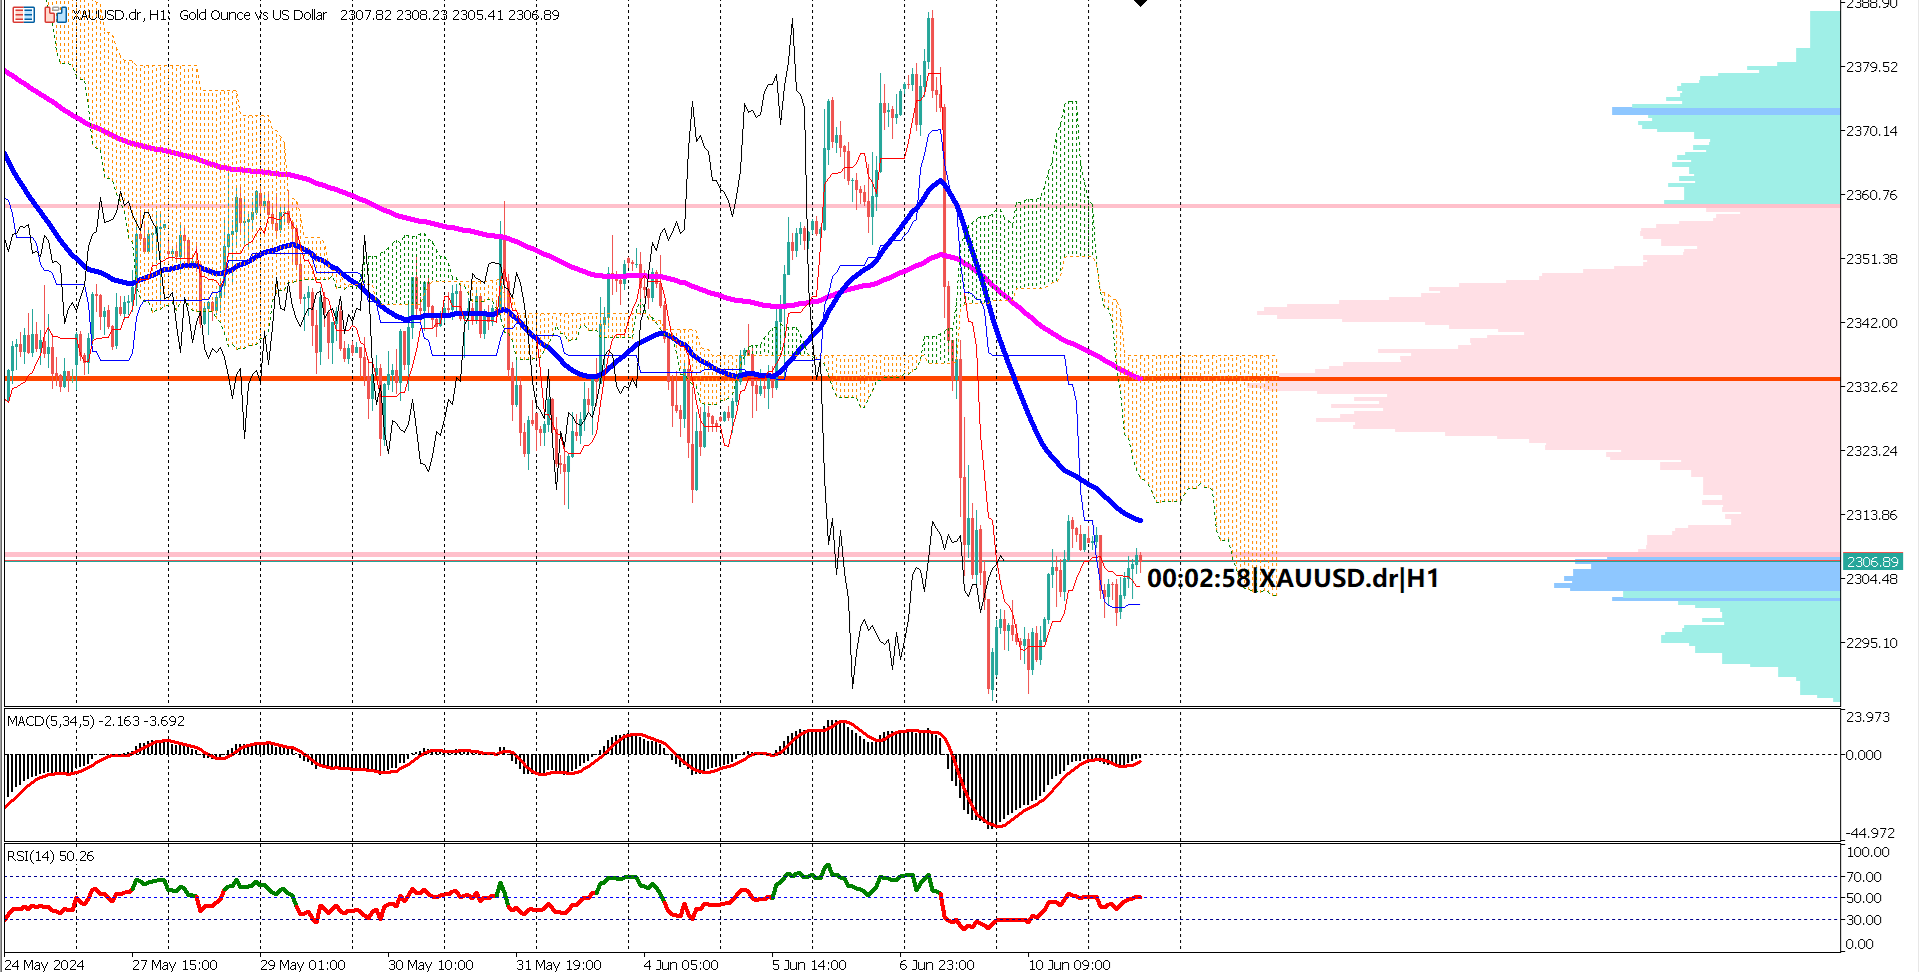 XAUUSD.dr, H1: Gold Ounce vs US Dollar 2307.82 2308.23 2305.41 2306.89
2388.90
2379.52
2370.14
2360.76
2351.38
2342.00
2332.62
2323.24
2313.86
2306.89
00:02:58|XAUUSD.dr|H1
2304.48
2295.10
MACD(5,34,5) -2.163 -3.692
23.973
0.000
-44.972
RSI(14) 50.26
100.00
70.00
50.00
30.00
0.00
24 May 2024
27 May 15:00
29 May 01:00
30 May 10:00
31 May 19:00
4 Jun 05:00
5 Jun 14:00
6 Jun 23:00
10 Jun 09:00